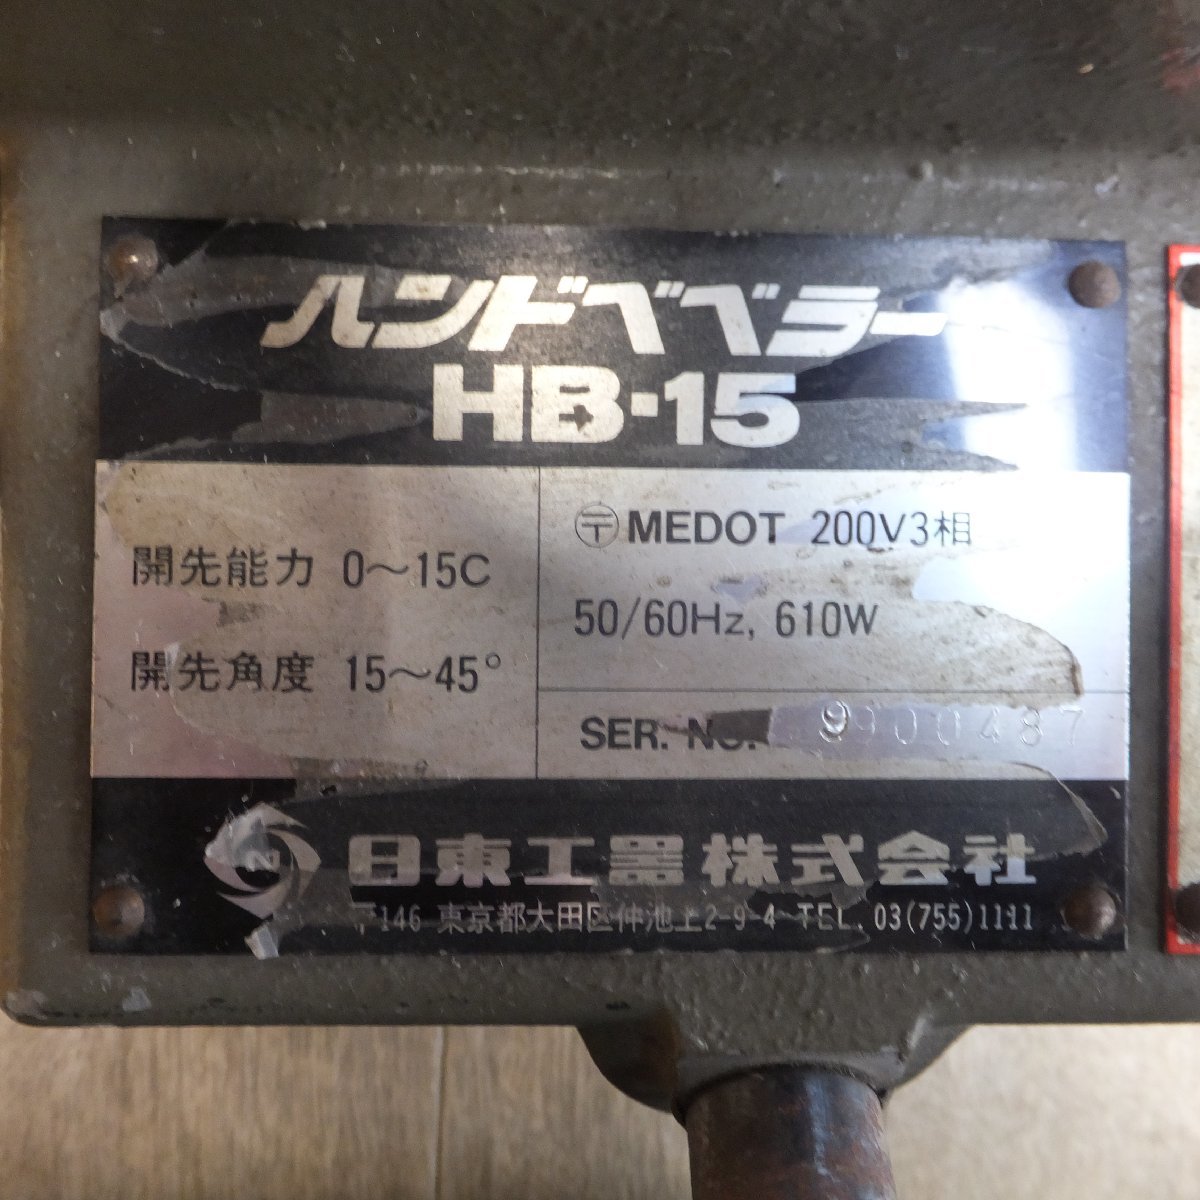 ハンドベベラー
HB-15
開先能力 0～15C
開先角度 15～45°
〶MEDOT 200V3相
50/60Hz, 610W
SER. NO. 9900487
日東工器株式会社
〒146 東京都大田区仲池上2-9-4 TEL. 03(755)1111